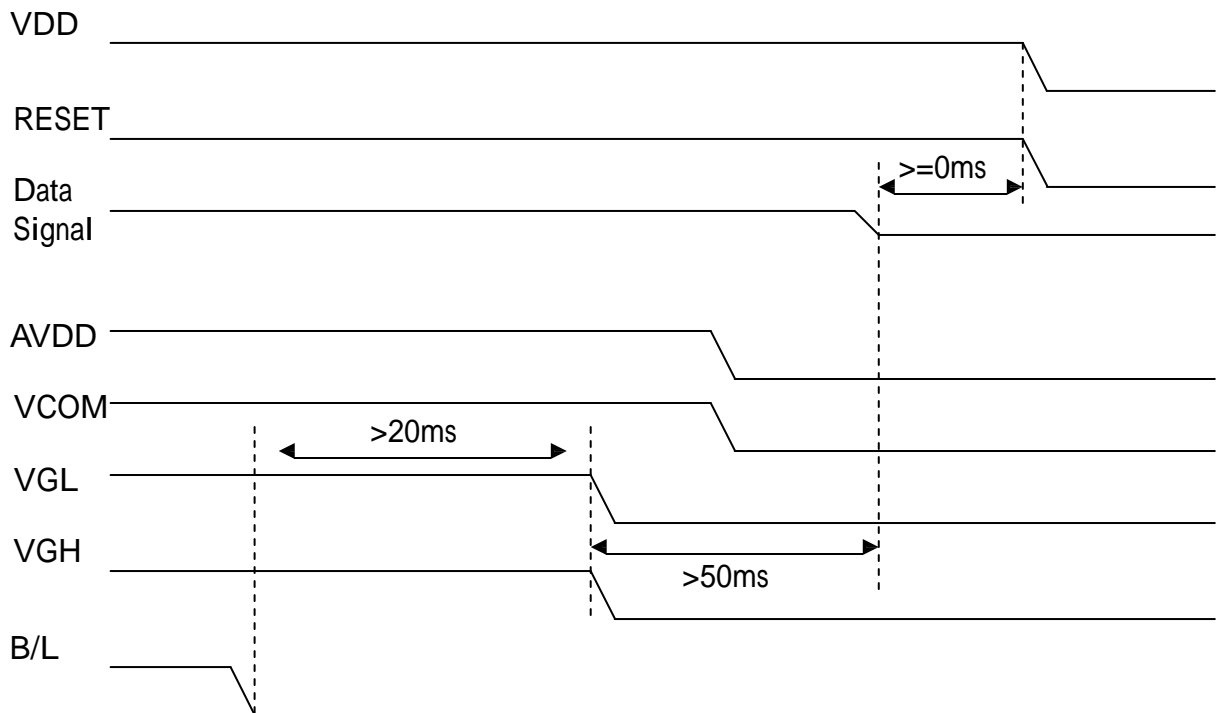 VDD
RESET
>=0ms
Data
Signal
AVDD
VCOM
>20ms
VGL
VGH
>50ms
B/L